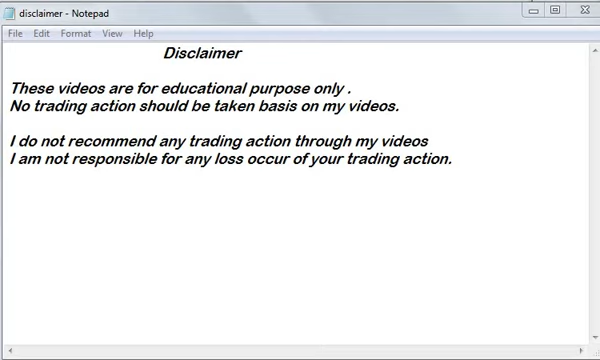 disclaimer - Notepad
File Edit Format View Help
Disclaimer
These videos are for educational purpose only .
No trading action should be taken basis on my videos.
I do not recommend any trading action through my videos
I am not responsible for any loss occur of your trading action.